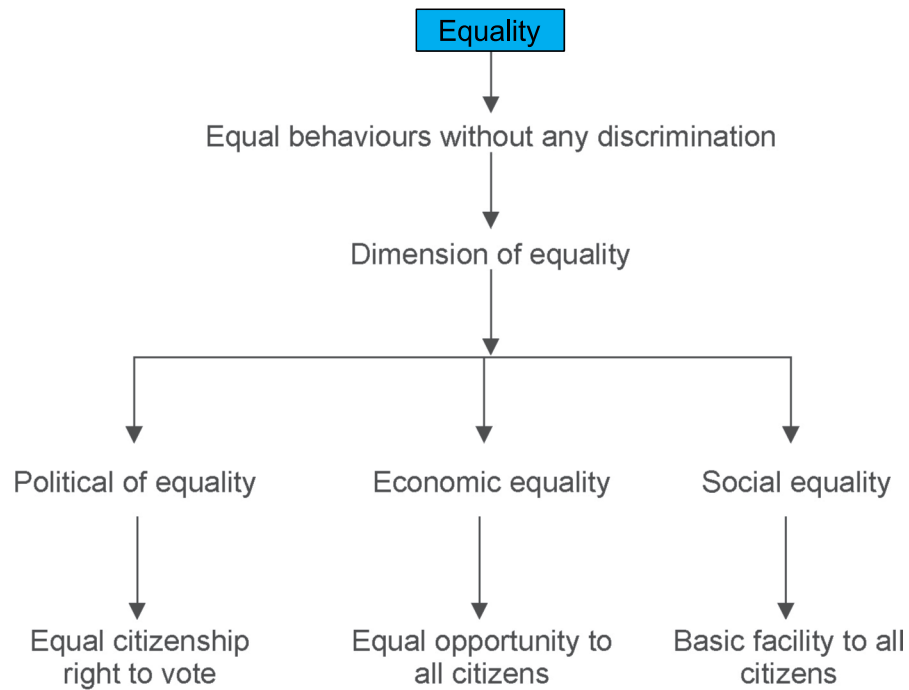 Equality
Equal behaviours without any discrimination
Dimension of equality
Political of equality
Economic equality
Social equality
Equal citizenship
right to vote
Equal opportunity to
all citizens
Basic facility to all
citizens